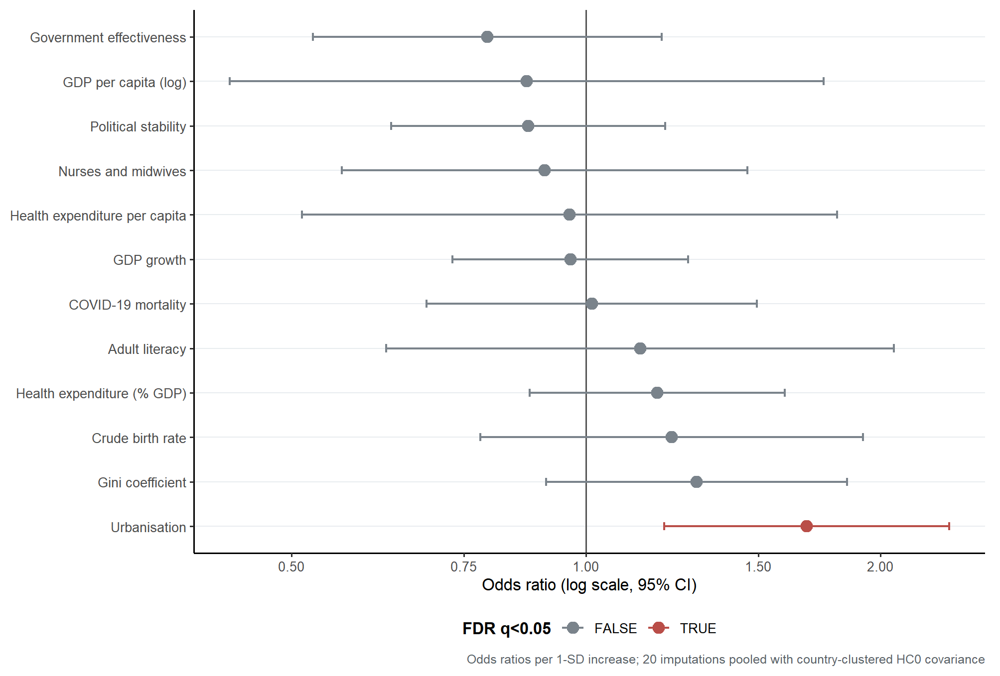 Government effectiveness
GDP per capita (log)
Political stability
Nurses and midwives
Health expenditure per capita
GDP growth
COVID-19 mortality
Adult literacy
Health expenditure (% GDP)
Crude birth rate
Gini coefficient
Urbanisation
0.50 0.75 1.00 1.50 2.00
Odds ratio (log scale, 95% CI)
FDR q<0.05 FALSE TRUE
Odds ratios per 1-SD increase; 20 imputations pooled with country-clustered HC0 covariance